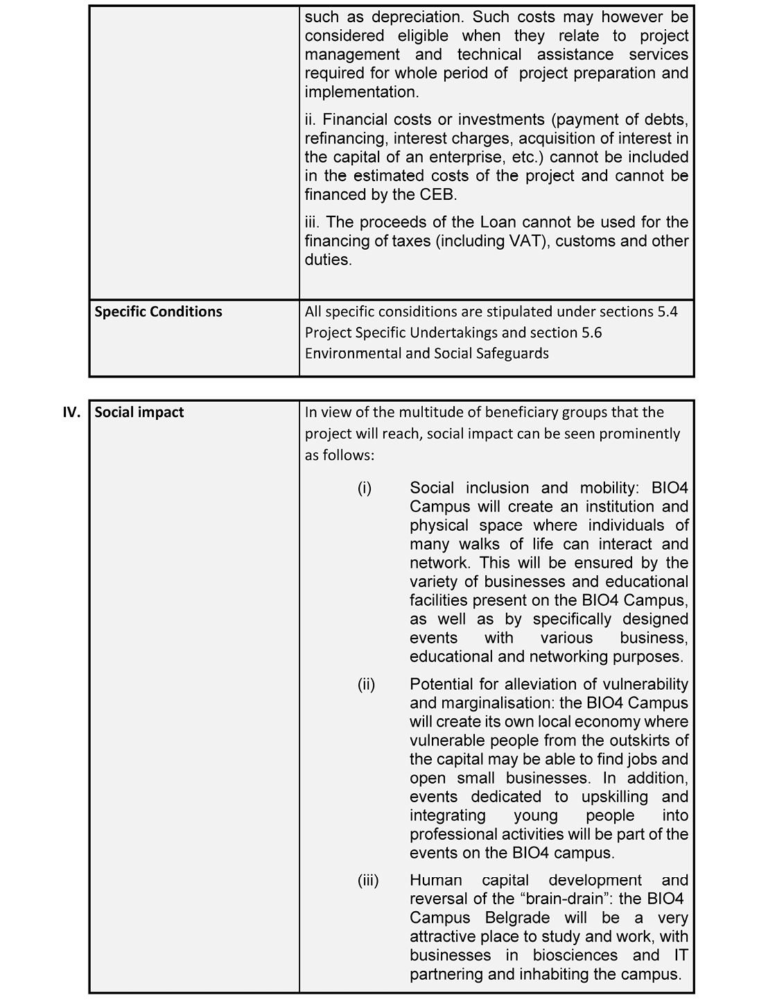 such as depreciation. Such costs may however be
considered eligible when they relate to project
management and technical assistance services
required for whole period of project preparation and
implementation.
ii. Financial costs or investments (payment of debts,
refinancing, interest charges, acquisition of interest in
the capital of an enterprise, etc.) cannot be included
in the estimated costs of the project and cannot be
financed by the CEB.
iii. The proceeds of the Loan cannot be used for the
financing of taxes (including VAT), customs and other
duties.
Specific Conditions
All specific considitions are stipulated under sections 5.4
Project Specific Undertakings and section 5.6
Environmental and Social Safeguards
IV. Social impact
In view of the multitude of beneficiary groups that the
project will reach, social impact can be seen prominently
as follows:
(i) Social inclusion and mobility: BIO4
Campus will create an institution and
physical space where individuals of
many walks of life can interact and
network. This will be ensured by the
variety of businesses and educational
facilities present on the BIO4 Campus,
as well as by specifically designed
events with various business,
educational and networking purposes.
(ii) Potential for alleviation of vulnerability
and marginalisation: the BIO4 Campus
will create its own local economy where
vulnerable people from the outskirts of
the capital may be able to find jobs and
open small businesses. In addition,
events dedicated to upskilling and
integrating young people into
professional activities will be part of the
events on the BIO4 campus.
(iii) Human capital development and
reversal of the “brain-drain”: the BIO4
Campus Belgrade will be a very
attractive place to study and work, with
businesses in biosciences and IT
partnering and inhabiting the campus.